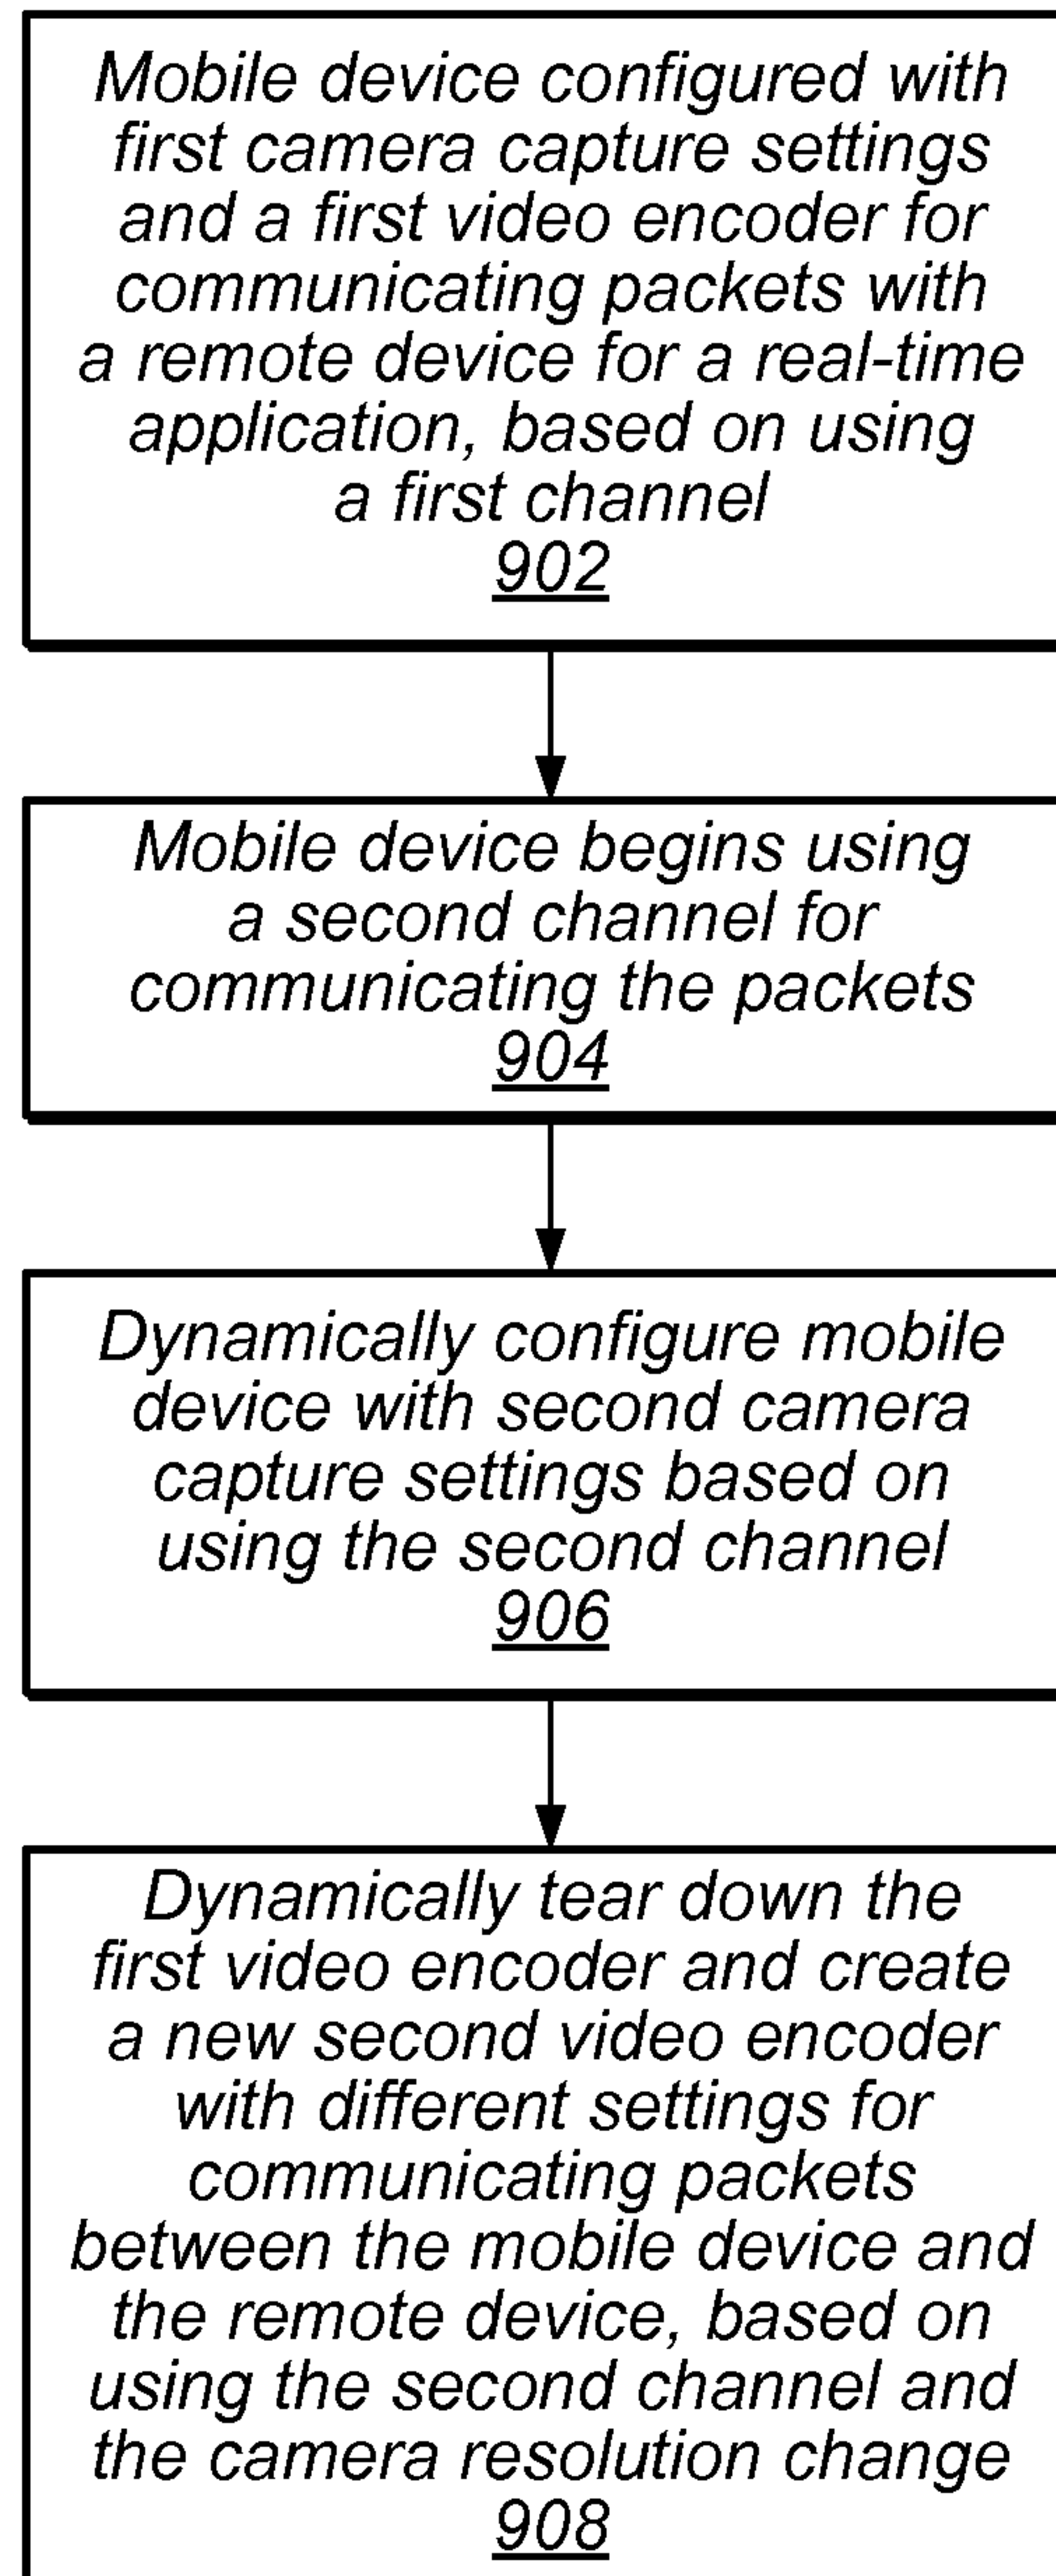 Mobile device configured with
first camera capture settings
and a first video encoder for
communicating packets with
a remote device for a real-time
application, based on using
a first channel
902
Mobile device begins using
a second channel for
communicating the packets
904
Dynamically configure mobile
device with second camera
capture settings based on
using the second channel
906
Dynamically tear down the
first video encoder and create
a new second video encoder
with different settings for
communicating packets
between the mobile device and
the remote device, based on
using the second channel and
the camera resolution change
908